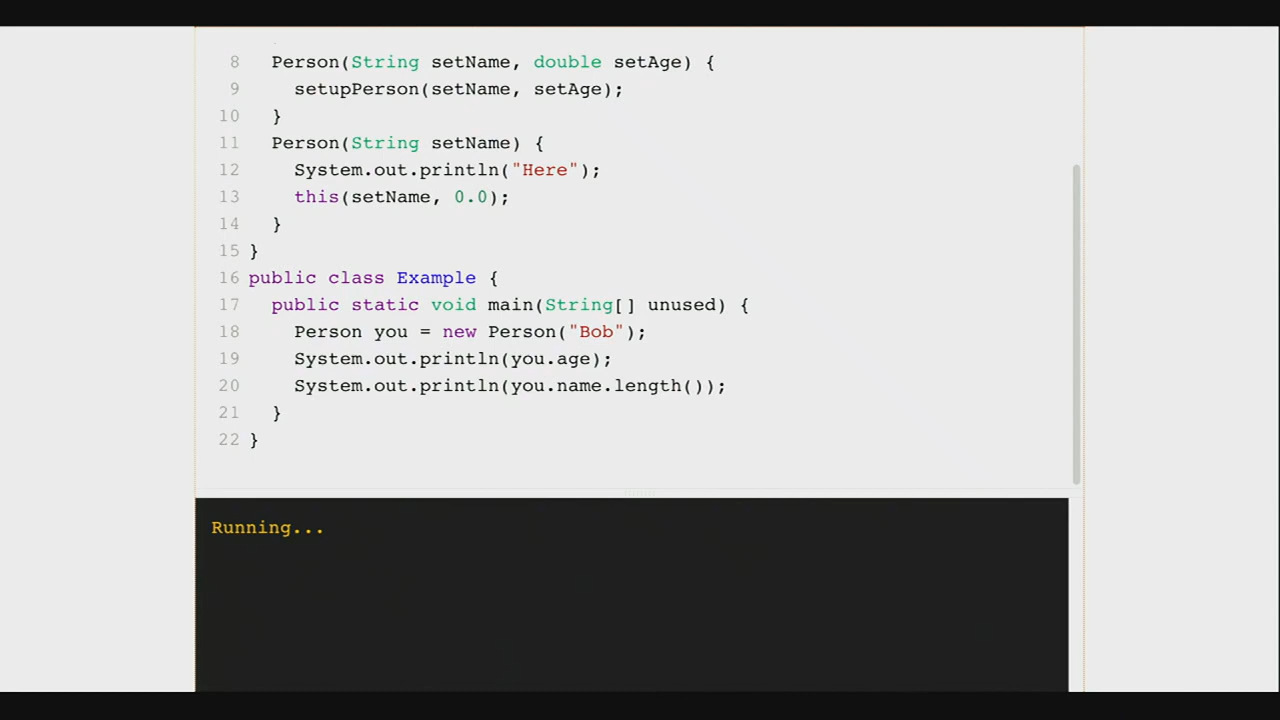 8 Person(String setName, double setAge) {
9 setupPerson(setName, setAge);
10 }
11 Person(String setName) {
12 System.out.println("Here");
13 this(setName, 0.0);
14 }
15 }
16 public class Example {
17 public static void main(String[] unused) {
18 Person you = new Person("Bob");
19 System.out.println(you.age);
20 System.out.println(you.name.length());
21 }
22 }
Running...